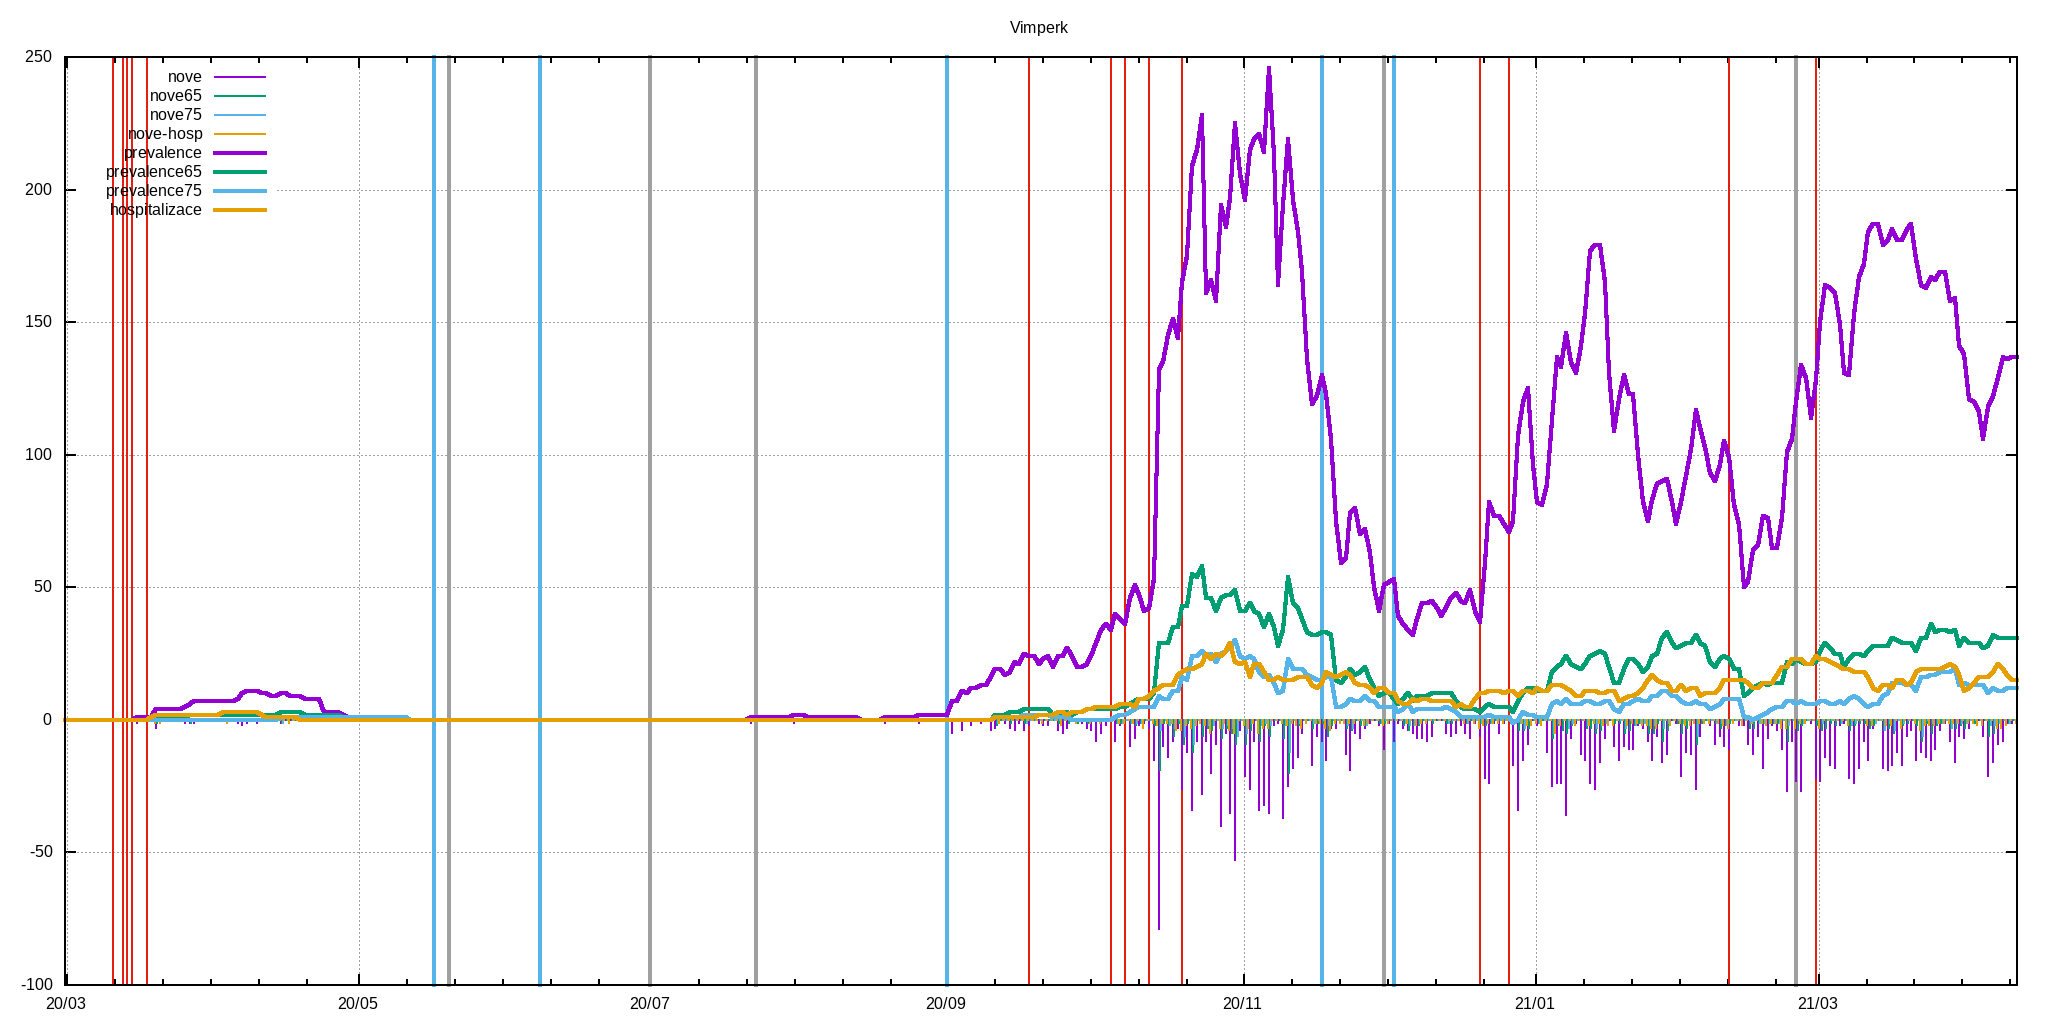 Vimperk
250
200
150
100
50
0
-50
-100
nove
nove65
nove75
nove-hosp
prevalence
prevalence65
prevalence75
hospitalizace
20/03 20/05 20/07 20/09 20/11 21/01 21/03